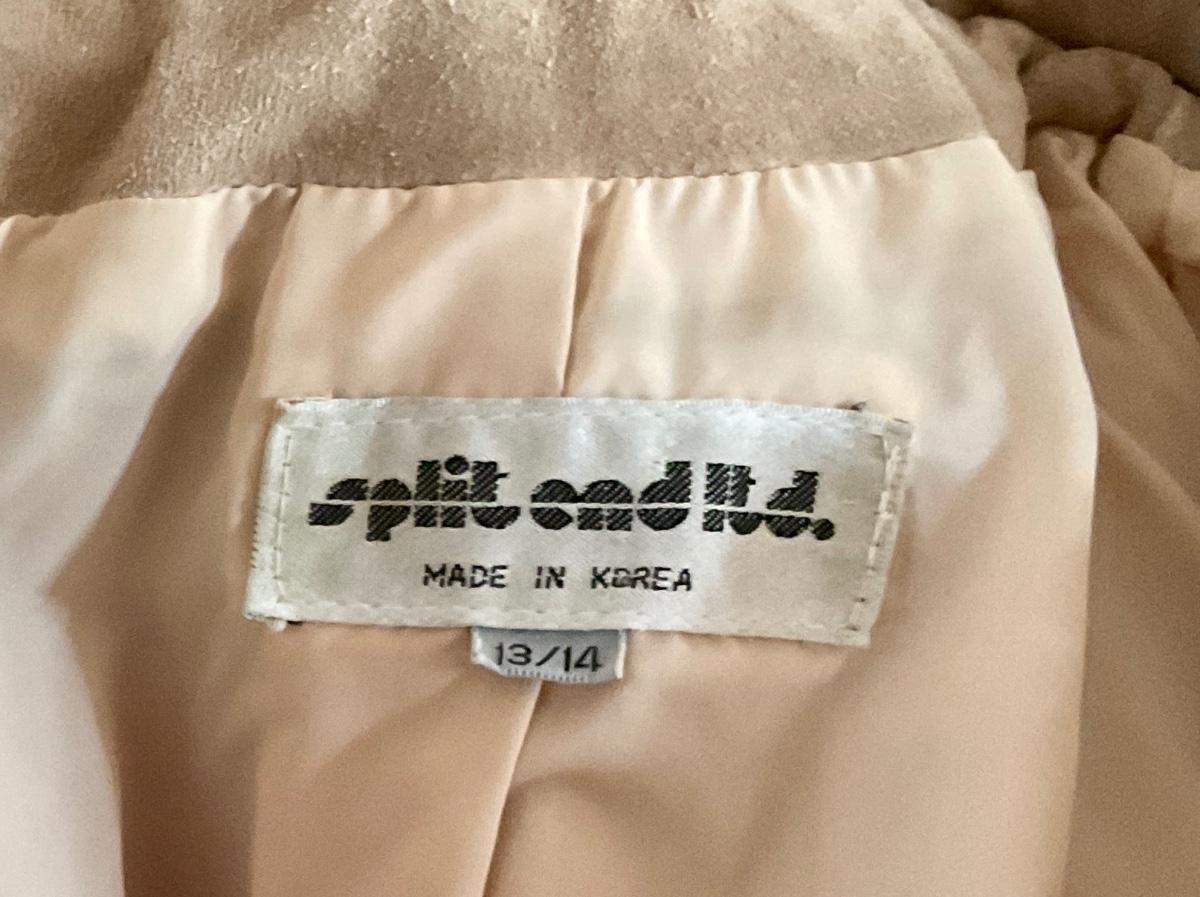 split end ltd.
MADE IN KOREA
13/14